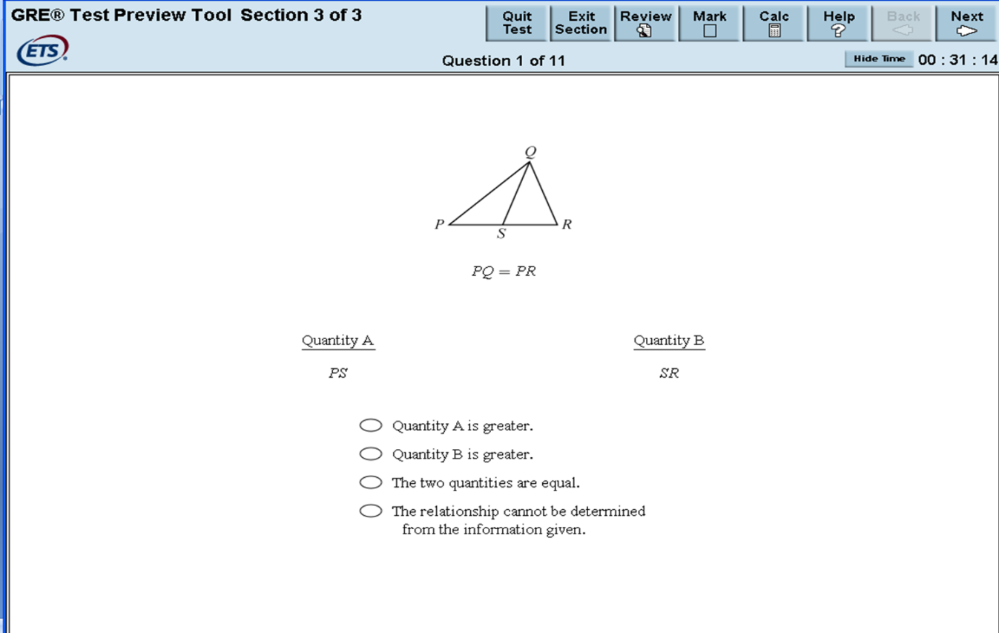 GRE® Test Preview Tool Section 3 of 3
Quit Test
Exit Section
Review
Mark
Calc
Help
Back
Next
ETS®
Question 1 of 11
Hide Time 00 : 31 : 14
Q
P
S
R
PQ = PR
Quantity A
Quantity B
PS
SR
Quantity A is greater.
Quantity B is greater.
The two quantities are equal.
The relationship cannot be determined
from the information given.